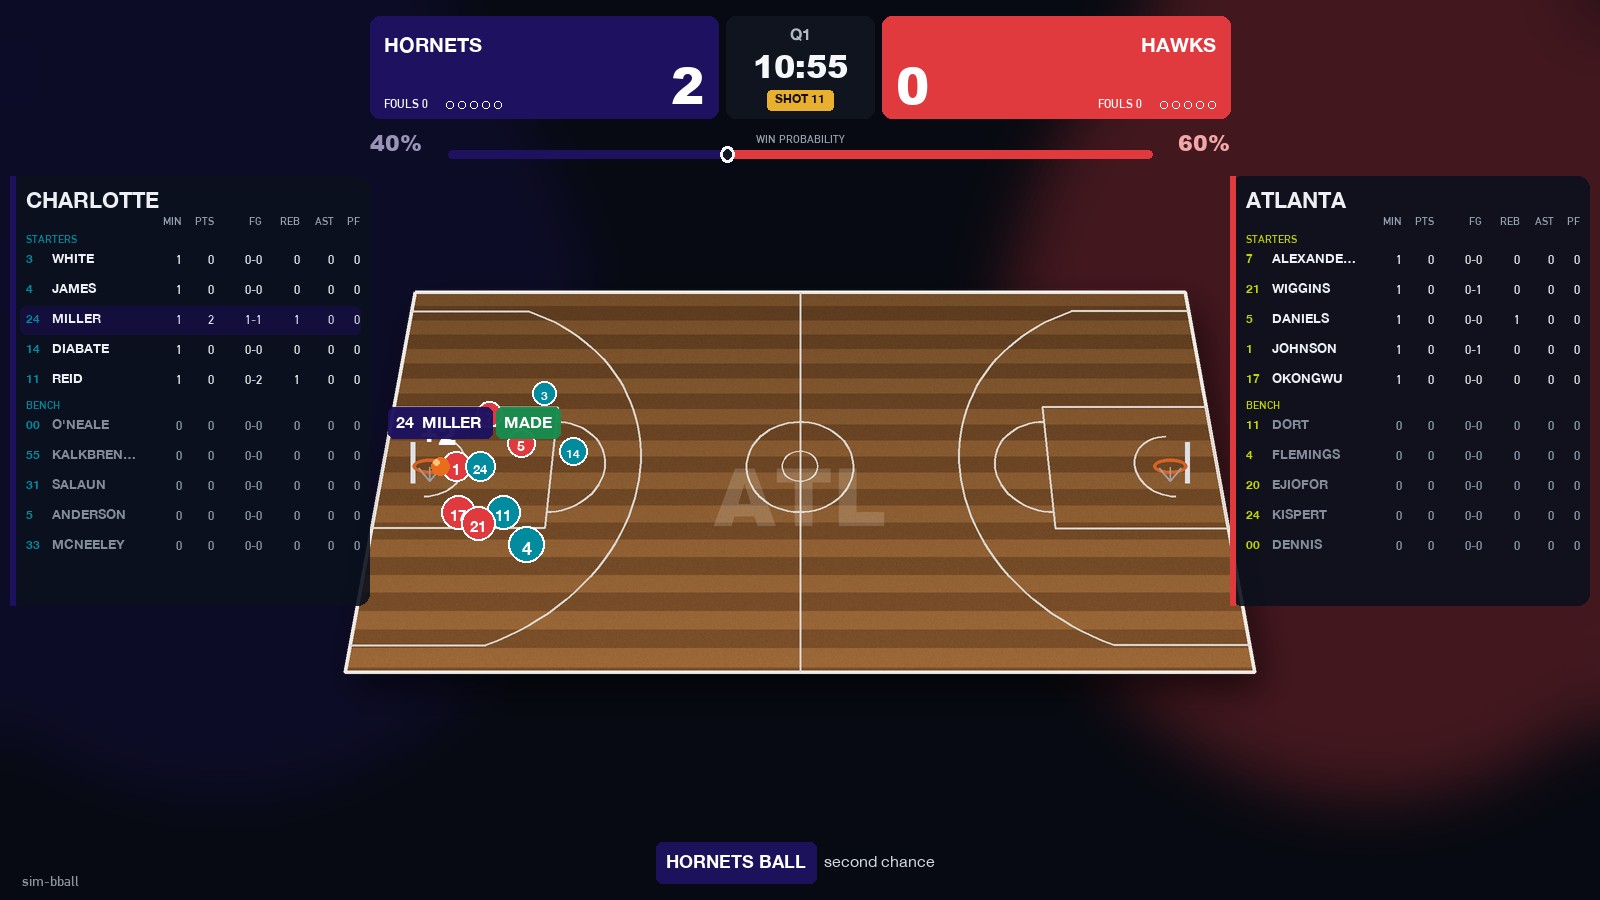 HORNETS
2
FOULS 0
Q1
10:55
SHOT 11
HAWKS
0
FOULS 0
40%
WIN PROBABILITY
60%
CHARLOTTE
MIN PTS FG REB AST PF
STARTERS
3 WHITE 1 0 0-0 0 0 0
4 JAMES 1 0 0-0 0 0 0
24 MILLER 1 2 1-1 1 0 0
14 DIABATE 1 0 0-0 0 0 0
11 REID 1 0 0-2 1 0 0
BENCH
00 O'NEALE 0 0 0-0 0 0 0
55 KALKBREN... 0 0 0-0 0 0 0
31 SALAUN 0 0 0-0 0 0 0
5 ANDERSON 0 0 0-0 0 0 0
33 MCNEELEY 0 0 0-0 0 0 0
ATLANTA
MIN PTS FG REB AST PF
STARTERS
7 ALEXANDE... 1 0 0-0 0 0 0
21 WIGGINS 1 0 0-1 0 0 0
5 DANIELS 1 0 0-0 1 0 0
1 JOHNSON 1 0 0-1 0 0 0
17 OKONGWU 1 0 0-0 0 0 0
BENCH
11 DORT 0 0 0-0 0 0 0
4 FLEMINGS 0 0 0-0 0 0 0
20 EJIOFOR 0 0 0-0 0 0 0
24 KISPERT 0 0 0-0 0 0 0
00 DENNIS 0 0 0-0 0 0 0
3
24 MILLER MADE
5
14
1
24
ATL
17
11
21
4
HORNETS BALL second chance
sim-bball